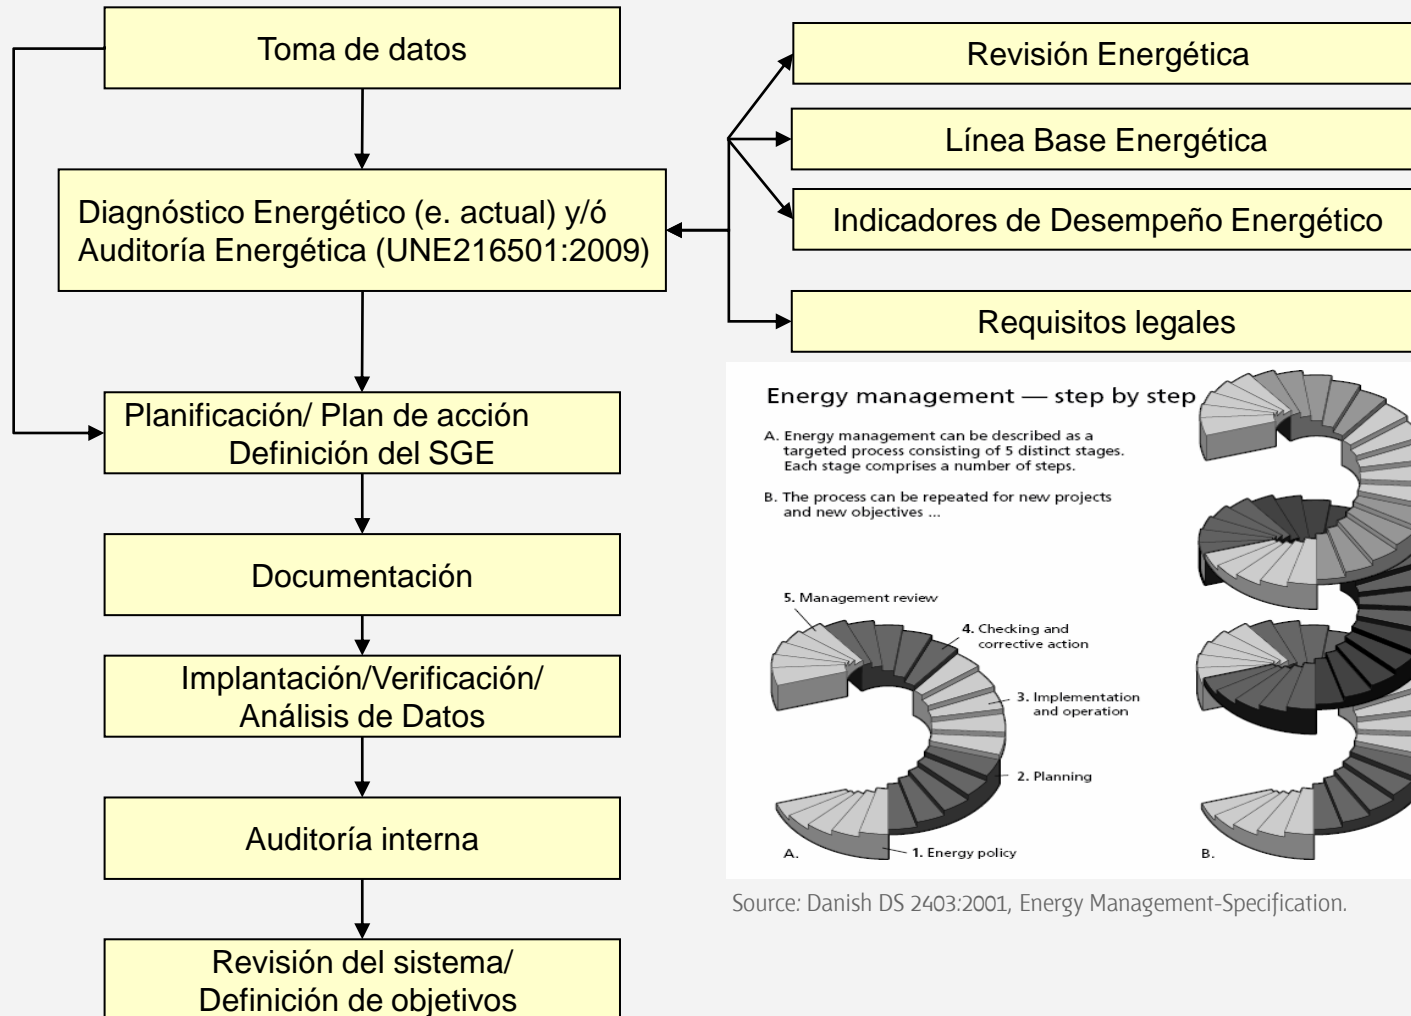 Toma de datos
Diagnóstico Energético (e. actual) y/ó
Auditoría Energética (UNE216501:2009)
Planificación/ Plan de acción
Definición del SGE
Documentación
Implantación/Verificación/
Análisis de Datos
Auditoría interna
Revisión del sistema/
Definición de objetivos
Revisión Energética
Línea Base Energética
Indicadores de Desempeño Energético
Requisitos legales
Energy management — step by step
A. Energy management can be described as a
targeted process consisting of 5 distinct stages.
Each stage comprises a number of steps.
B. The process can be repeated for new projects
and new objectives ...
5. Management review
4. Checking and
corrective action
3. Implementation
and operation
2. Planning
1. Energy policy
A.
B.
Source: Danish DS 2403:2001, Energy Management-Specification.